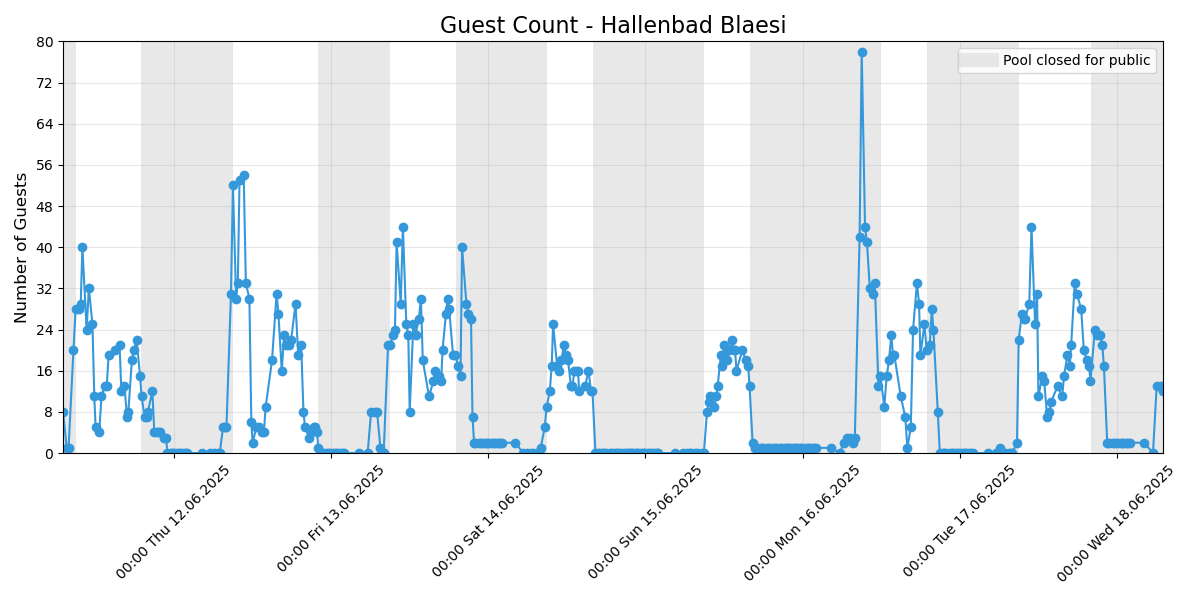 Guest Count - Hallenbad Blaesi
Pool closed for public
Number of Guests
80
72
64
56
48
40
32
24
16
8
0
00:00 Thu 12.06.2025
00:00 Fri 13.06.2025
00:00 Sat 14.06.2025
00:00 Sun 15.06.2025
00:00 Mon 16.06.2025
00:00 Tue 17.06.2025
00:00 Wed 18.06.2025